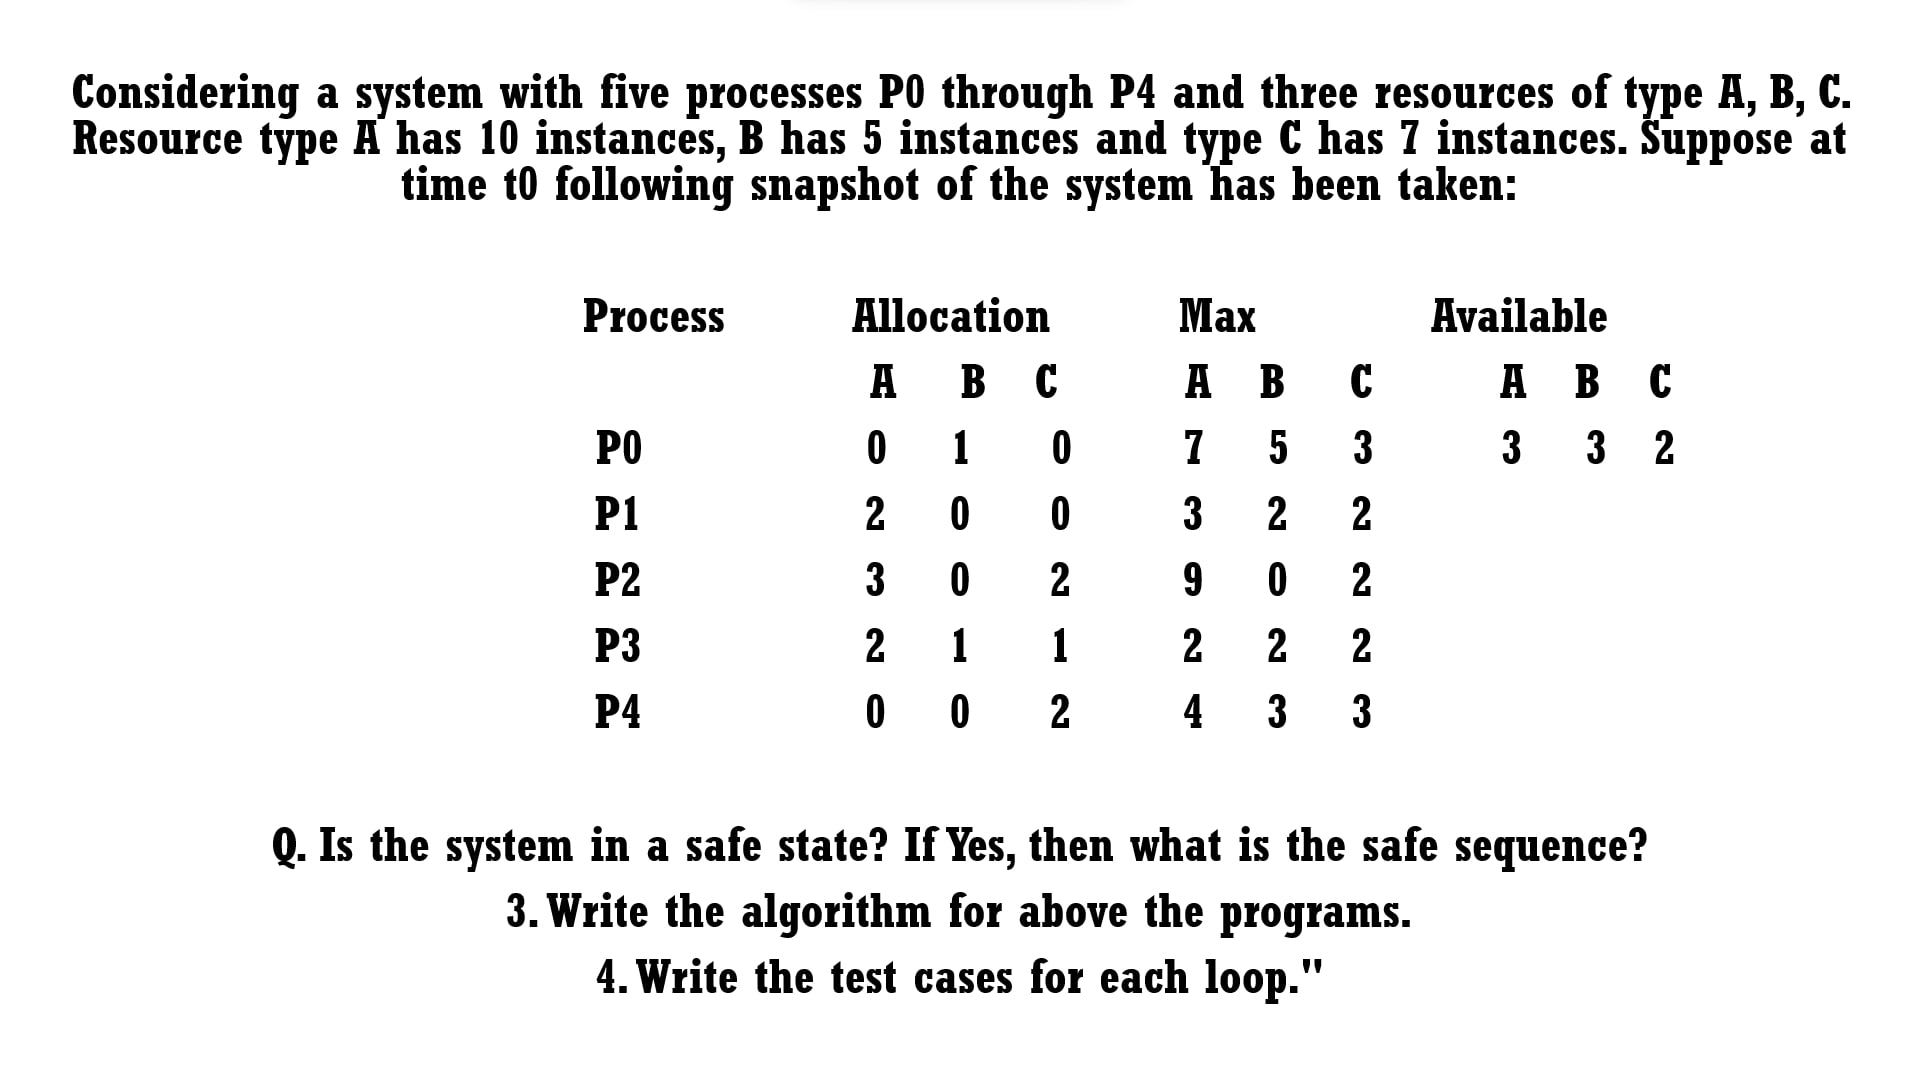 Considering a system with five processes P0 through P4 and three resources of type A, B, C.
Resource type A has 10 instances, B has 5 instances and type C has 7 instances. Suppose at
time t0 following snapshot of the system has been taken:
Process Allocation Max Available
A B C A B C A B C
P0 0 1 0 7 5 3 3 3 2
P1 2 0 0 3 2 2
P2 3 0 2 9 0 2
P3 2 1 1 2 2 2
P4 0 0 2 4 3 3
Q. Is the system in a safe state? If Yes, then what is the safe sequence?
3. Write the algorithm for above the programs.
4. Write the test cases for each loop."